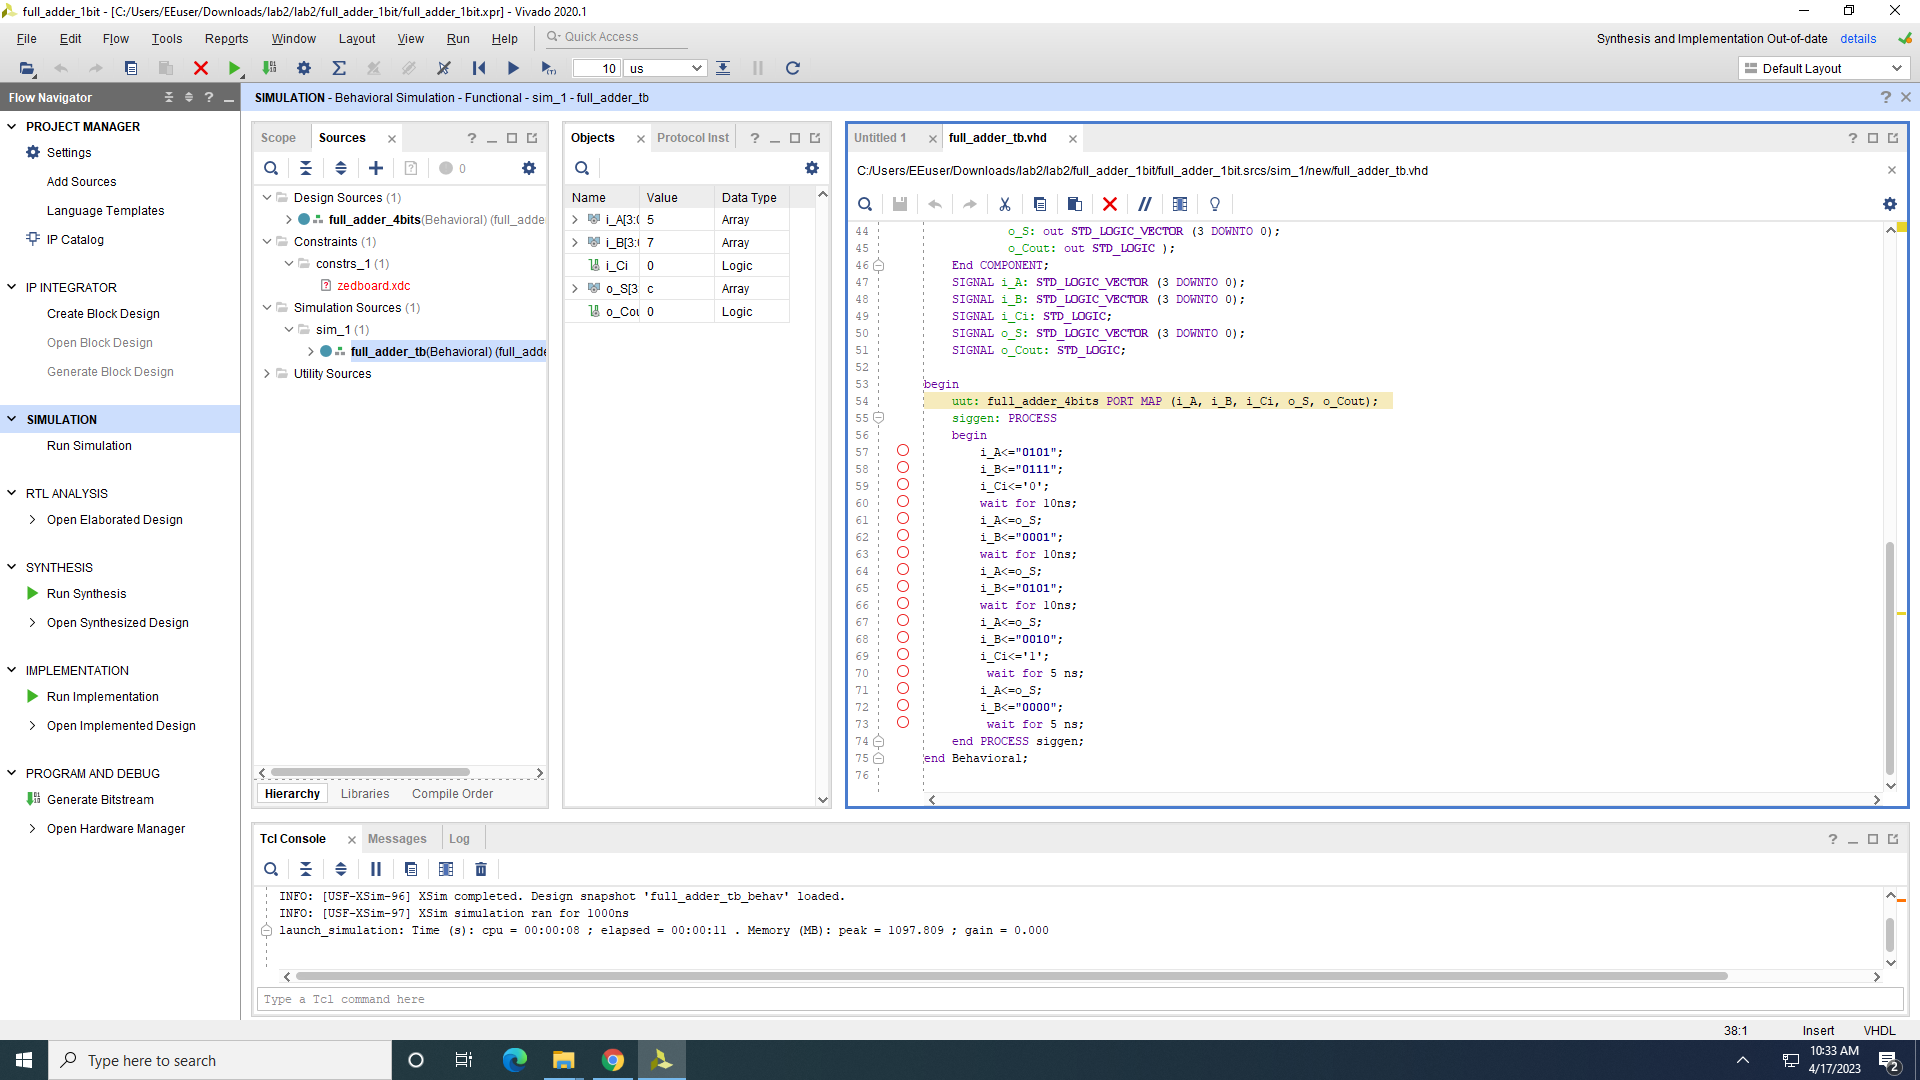 full_adder_1bit - [C:/Users/EEuser/Downloads/lab2/lab2/full_adder_1bit/full_adder_1bit.xpr] - Vivado 2020.1
File Edit Flow Tools Reports Window Layout View Run Help Quick Access
Synthesis and Implementation Out-of-date details
10 us Default Layout
Flow Navigator
SIMULATION - Behavioral Simulation - Functional - sim_1 - full_adder_tb
PROJECT MANAGER
Settings
Add Sources
Language Templates
IP Catalog
IP INTEGRATOR
Create Block Design
Open Block Design
Generate Block Design
SIMULATION
Run Simulation
RTL ANALYSIS
Open Elaborated Design
SYNTHESIS
Run Synthesis
Open Synthesized Design
IMPLEMENTATION
Run Implementation
Open Implemented Design
PROGRAM AND DEBUG
Generate Bitstream
Open Hardware Manager
Scope Sources
0
Design Sources (1)
full_adder_4bits(Behavioral) (full_adde
Constraints (1)
constrs_1 (1)
zedboard.xdc
Simulation Sources (1)
sim_1 (1)
full_adder_tb(Behavioral) (full_adde
Utility Sources
Hierarchy Libraries Compile Order
Objects Protocol Inst
Name Value Data Type
i_A[3:0 5 Array
i_B[3:0 7 Array
i_Ci 0 Logic
o_S[3: c Array
o_Cou 0 Logic
Untitled 1 full_adder_tb.vhd
C:/Users/EEuser/Downloads/lab2/lab2/full_adder_1bit/full_adder_1bit.srcs/sim_1/new/full_adder_tb.vhd
44 o_S: out STD_LOGIC_VECTOR (3 DOWNTO 0);
45 o_Cout: out STD_LOGIC );
46 End COMPONENT;
47 SIGNAL i_A: STD_LOGIC_VECTOR (3 DOWNTO 0);
48 SIGNAL i_B: STD_LOGIC_VECTOR (3 DOWNTO 0);
49 SIGNAL i_Ci: STD_LOGIC;
50 SIGNAL o_S: STD_LOGIC_VECTOR (3 DOWNTO 0);
51 SIGNAL o_Cout: STD_LOGIC;
52
53 begin
54 uut: full_adder_4bits PORT MAP (i_A, i_B, i_Ci, o_S, o_Cout);
55 siggen: PROCESS
56 begin
57 i_A<="0101";
58 i_B<="0111";
59 i_Ci<='0';
60 wait for 10ns;
61 i_A<=o_S;
62 i_B<="0001";
63 wait for 10ns;
64 i_A<=o_S;
65 i_B<="0101";
66 wait for 10ns;
67 i_A<=o_S;
68 i_B<="0010";
69 i_Ci<='1';
70 wait for 5 ns;
71 i_A<=o_S;
72 i_B<="0000";
73 wait for 5 ns;
74 end PROCESS siggen;
75 end Behavioral;
76
Tcl Console Messages Log
INFO: [USF-XSim-96] XSim completed. Design snapshot 'full_adder_tb_behav' loaded.
INFO: [USF-XSim-97] XSim simulation ran for 1000ns
launch_simulation: Time (s): cpu = 00:00:08 ; elapsed = 00:00:11 . Memory (MB): peak = 1097.809 ; gain = 0.000
Type a Tcl command here
38:1 Insert VHDL
Type here to search
10:33 AM
4/17/2023
2